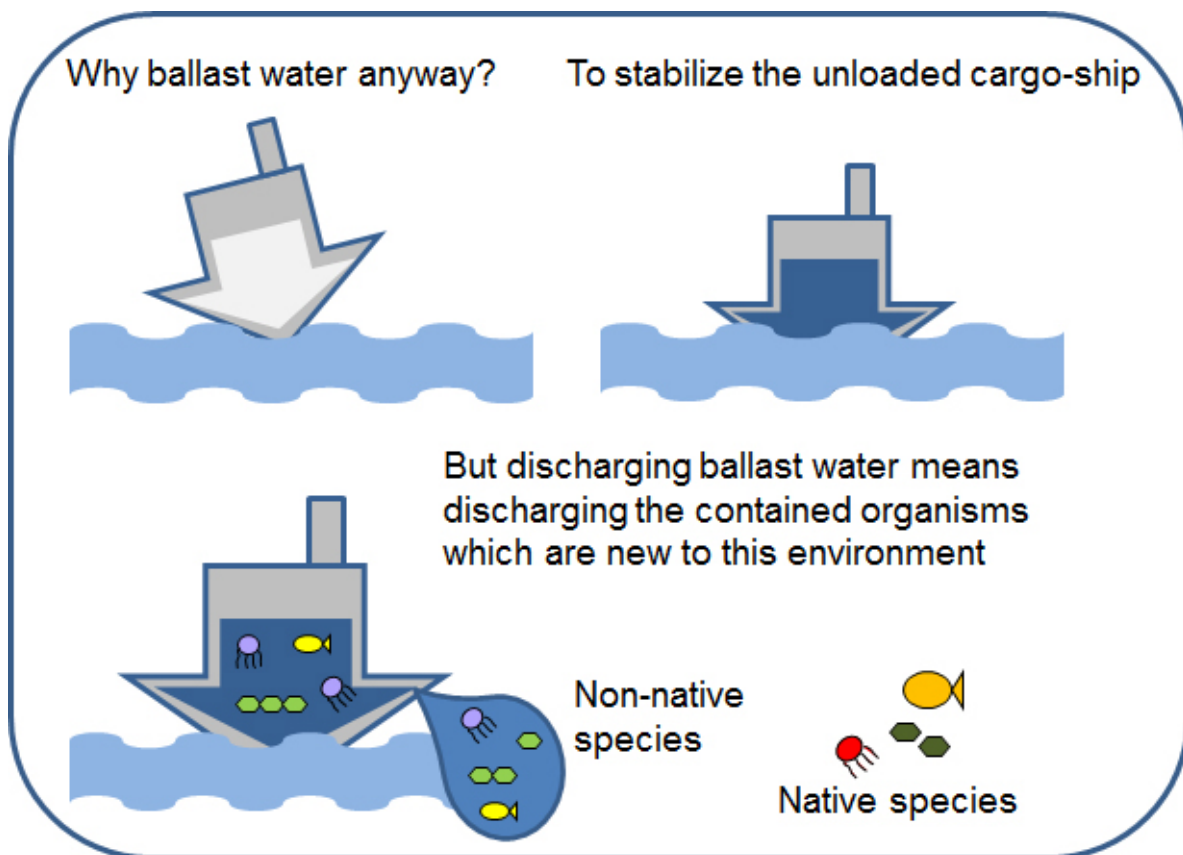 Why ballast water anyway?
To stabilize the unloaded cargo-ship
But discharging ballast water means
discharging the contained organisms
which are new to this environment
Non-native
species
Native species